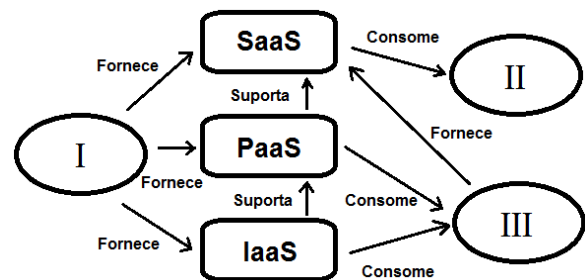 SaaS
Consome
Fornece
II
Suporta
I
Fornece
PaaS
Fornece
Suporta
Consome
III
Fornece
IaaS
Consome